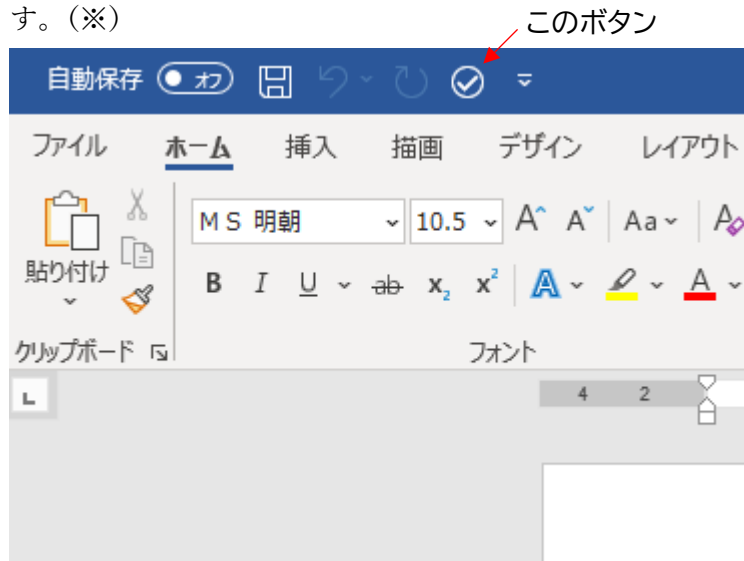 す。(※)
このボタン
自動保存 オフ
ファイル ホーム 挿入 描画 デザイン レイアウト
貼り付け
MS 明朝 10.5 A A Aa A
B I U ab x2 x2 A A
クリップボード フォント
L 4 2